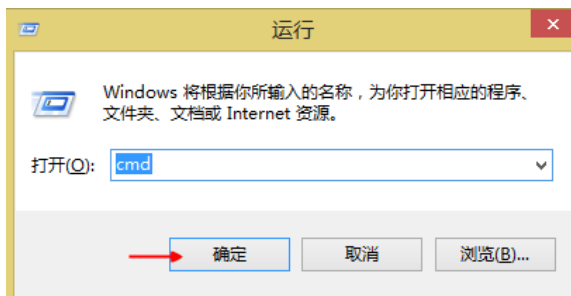 运行
Windows 将根据你所输入的名称，为你打开相应的程序、
文件夹、文档或 Internet 资源。
打开(O): cmd
确定 取消 浏览(B)...